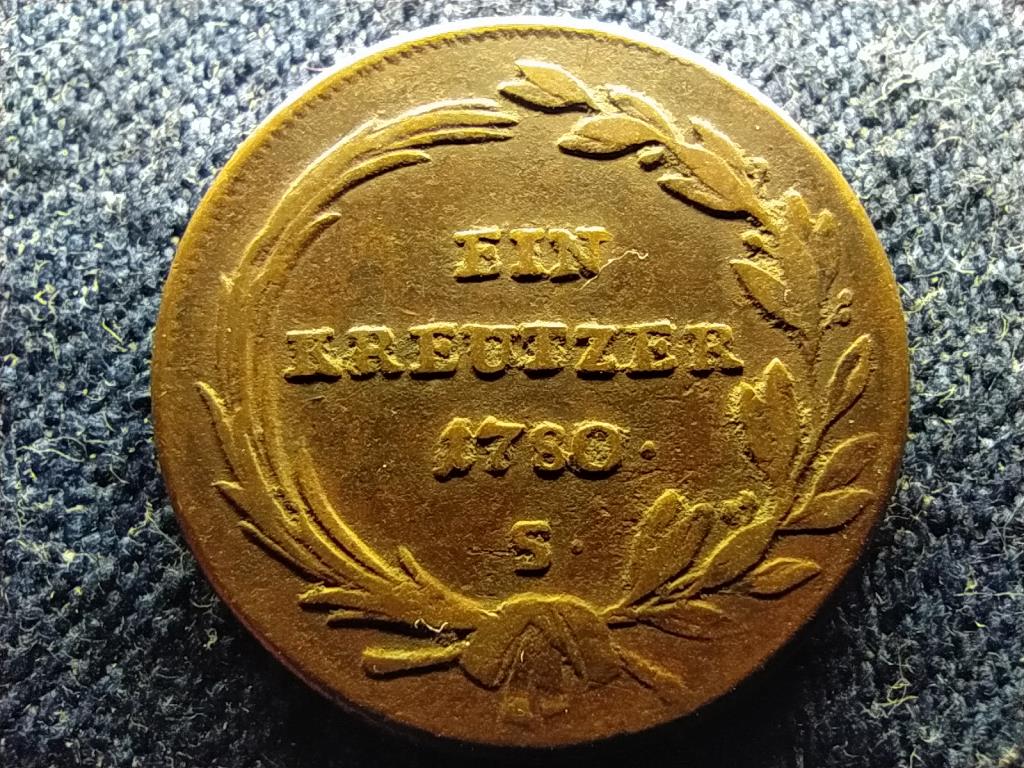 EIN
KREUTZER
1780·
S·